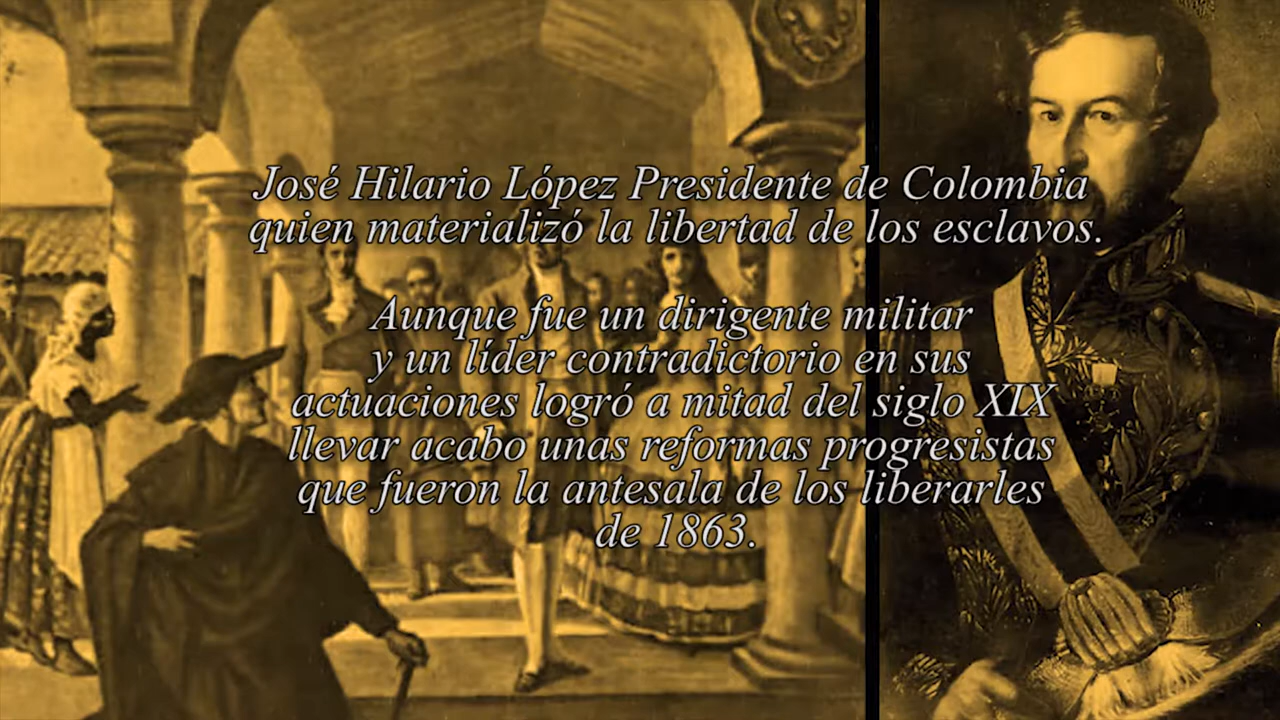 José Hilario López Presidente de Colombia
quien materializó la libertad de los esclavos.
Aunque fue un dirigente militar
y un líder contradictorio en sus
actuaciones logró a mitad del siglo XIX
llevar acabo unas reformas progresistas
que fueron la antesala de los liberarles
de 1863.